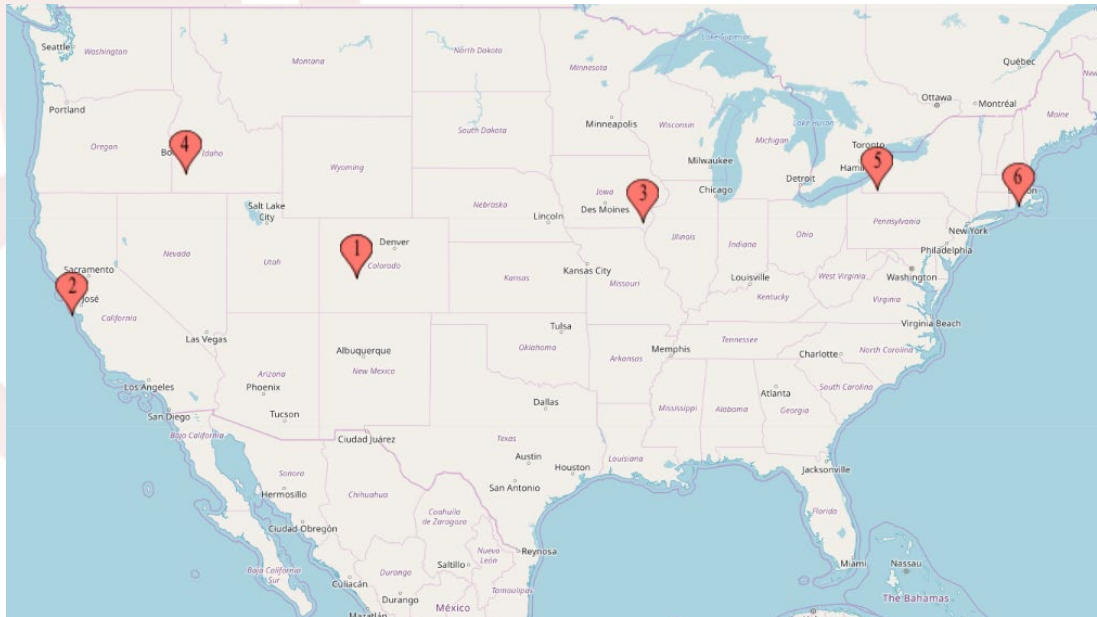 Seattle
Washington
Montana
North Dakota
Minnesota
Lake Superior
Québec
Portland
Ottawa
Montréal
Maine
Oregon
4
Bo
Idaho
South Dakota
Minneapolis
Wisconsin
Michigan
Lake Huron
Toronto
Hami
5
6
on
Wyoming
Milwaukee
Detroit
Chicago
Iowa
3
Des Moines
Salt Lake
City
Nebraska
Lincoln
Pennsylvania
New York
Philadelphia
Nevada
Utah
1
Denver
Colorado
Illinois
Indiana
Ohio
Washington
Sacramento
2
José
California
Kansas
Kansas City
Missouri
Louisville
Kentucky
West Virginia
Virginia
Virginia Beach
Las Vegas
Albuquerque
New Mexico
Tulsa
Oklahoma
Arkansas
Memphis
Tennessee
Charlotte
North Carolina
Los Angeles
Arizona
Phoenix
Tucson
San Diego
Baja California
Dallas
Mississippi
Alabama
Atlanta
Georgia
South Carolina
Ciudad Juárez
Texas
Austin
Houston
San Antonio
Louisiana
Jacksonville
Florida
Sonora
Hermosillo
Chihuahua
Coahuila
de Zaragoza
Ciudad Obregón
Nuevo
León
Reynosa
Tamaulipas
Saltillo
Baja California
Sur
Culiacán
Durango
Durango
Mazatlán
México
Miami
Nassau
The Bahamas